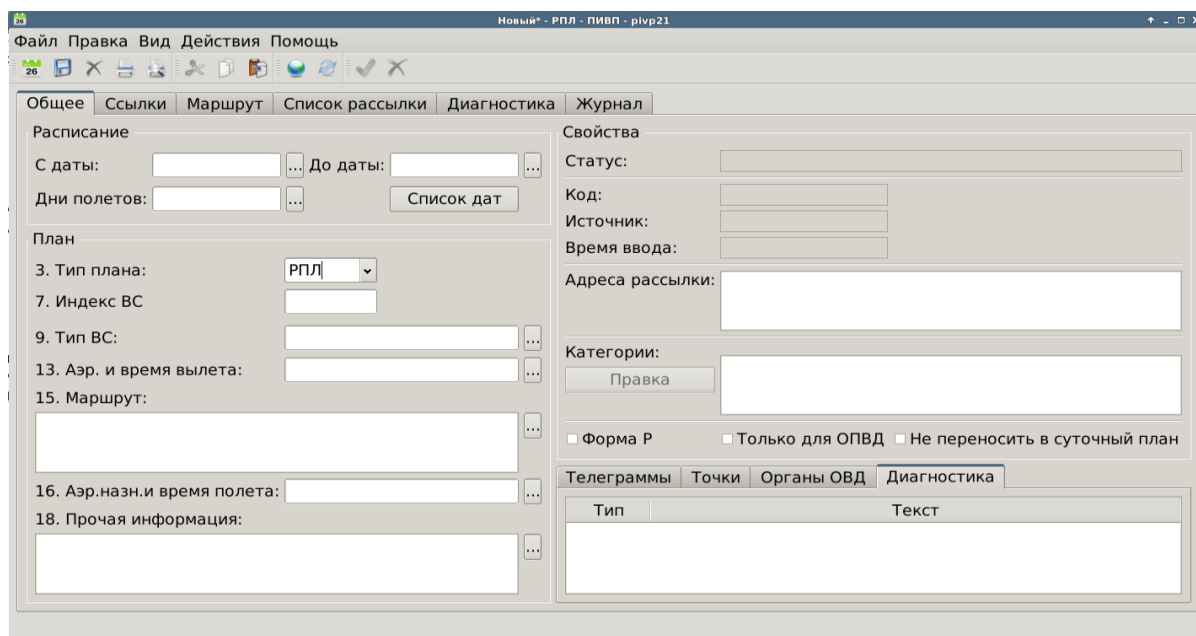 26 Новый* - РПЛ - ПИВП - pivp21
Файл Правка Вид Действия Помощь
26
Общее Ссылки Маршрут Список рассылки Диагностика Журнал
Расписание
С даты: ... До даты: ...
Дни полетов: ... Список дат
План
3. Тип плана: РПЛ
7. Индекс ВС
9. Тип ВС: ...
13. Аэр. и время вылета: ...
15. Маршрут:
...
16. Аэр.назн.и время полета: ...
18. Прочая информация:
...
Свойства
Статус:
Код:
Источник:
Время ввода:
Адреса рассылки:
Категории:
Правка
Форма Р Только для ОПВД Не переносить в суточный план
Телеграммы Точки Органы ОВД Диагностика
Тип Текст